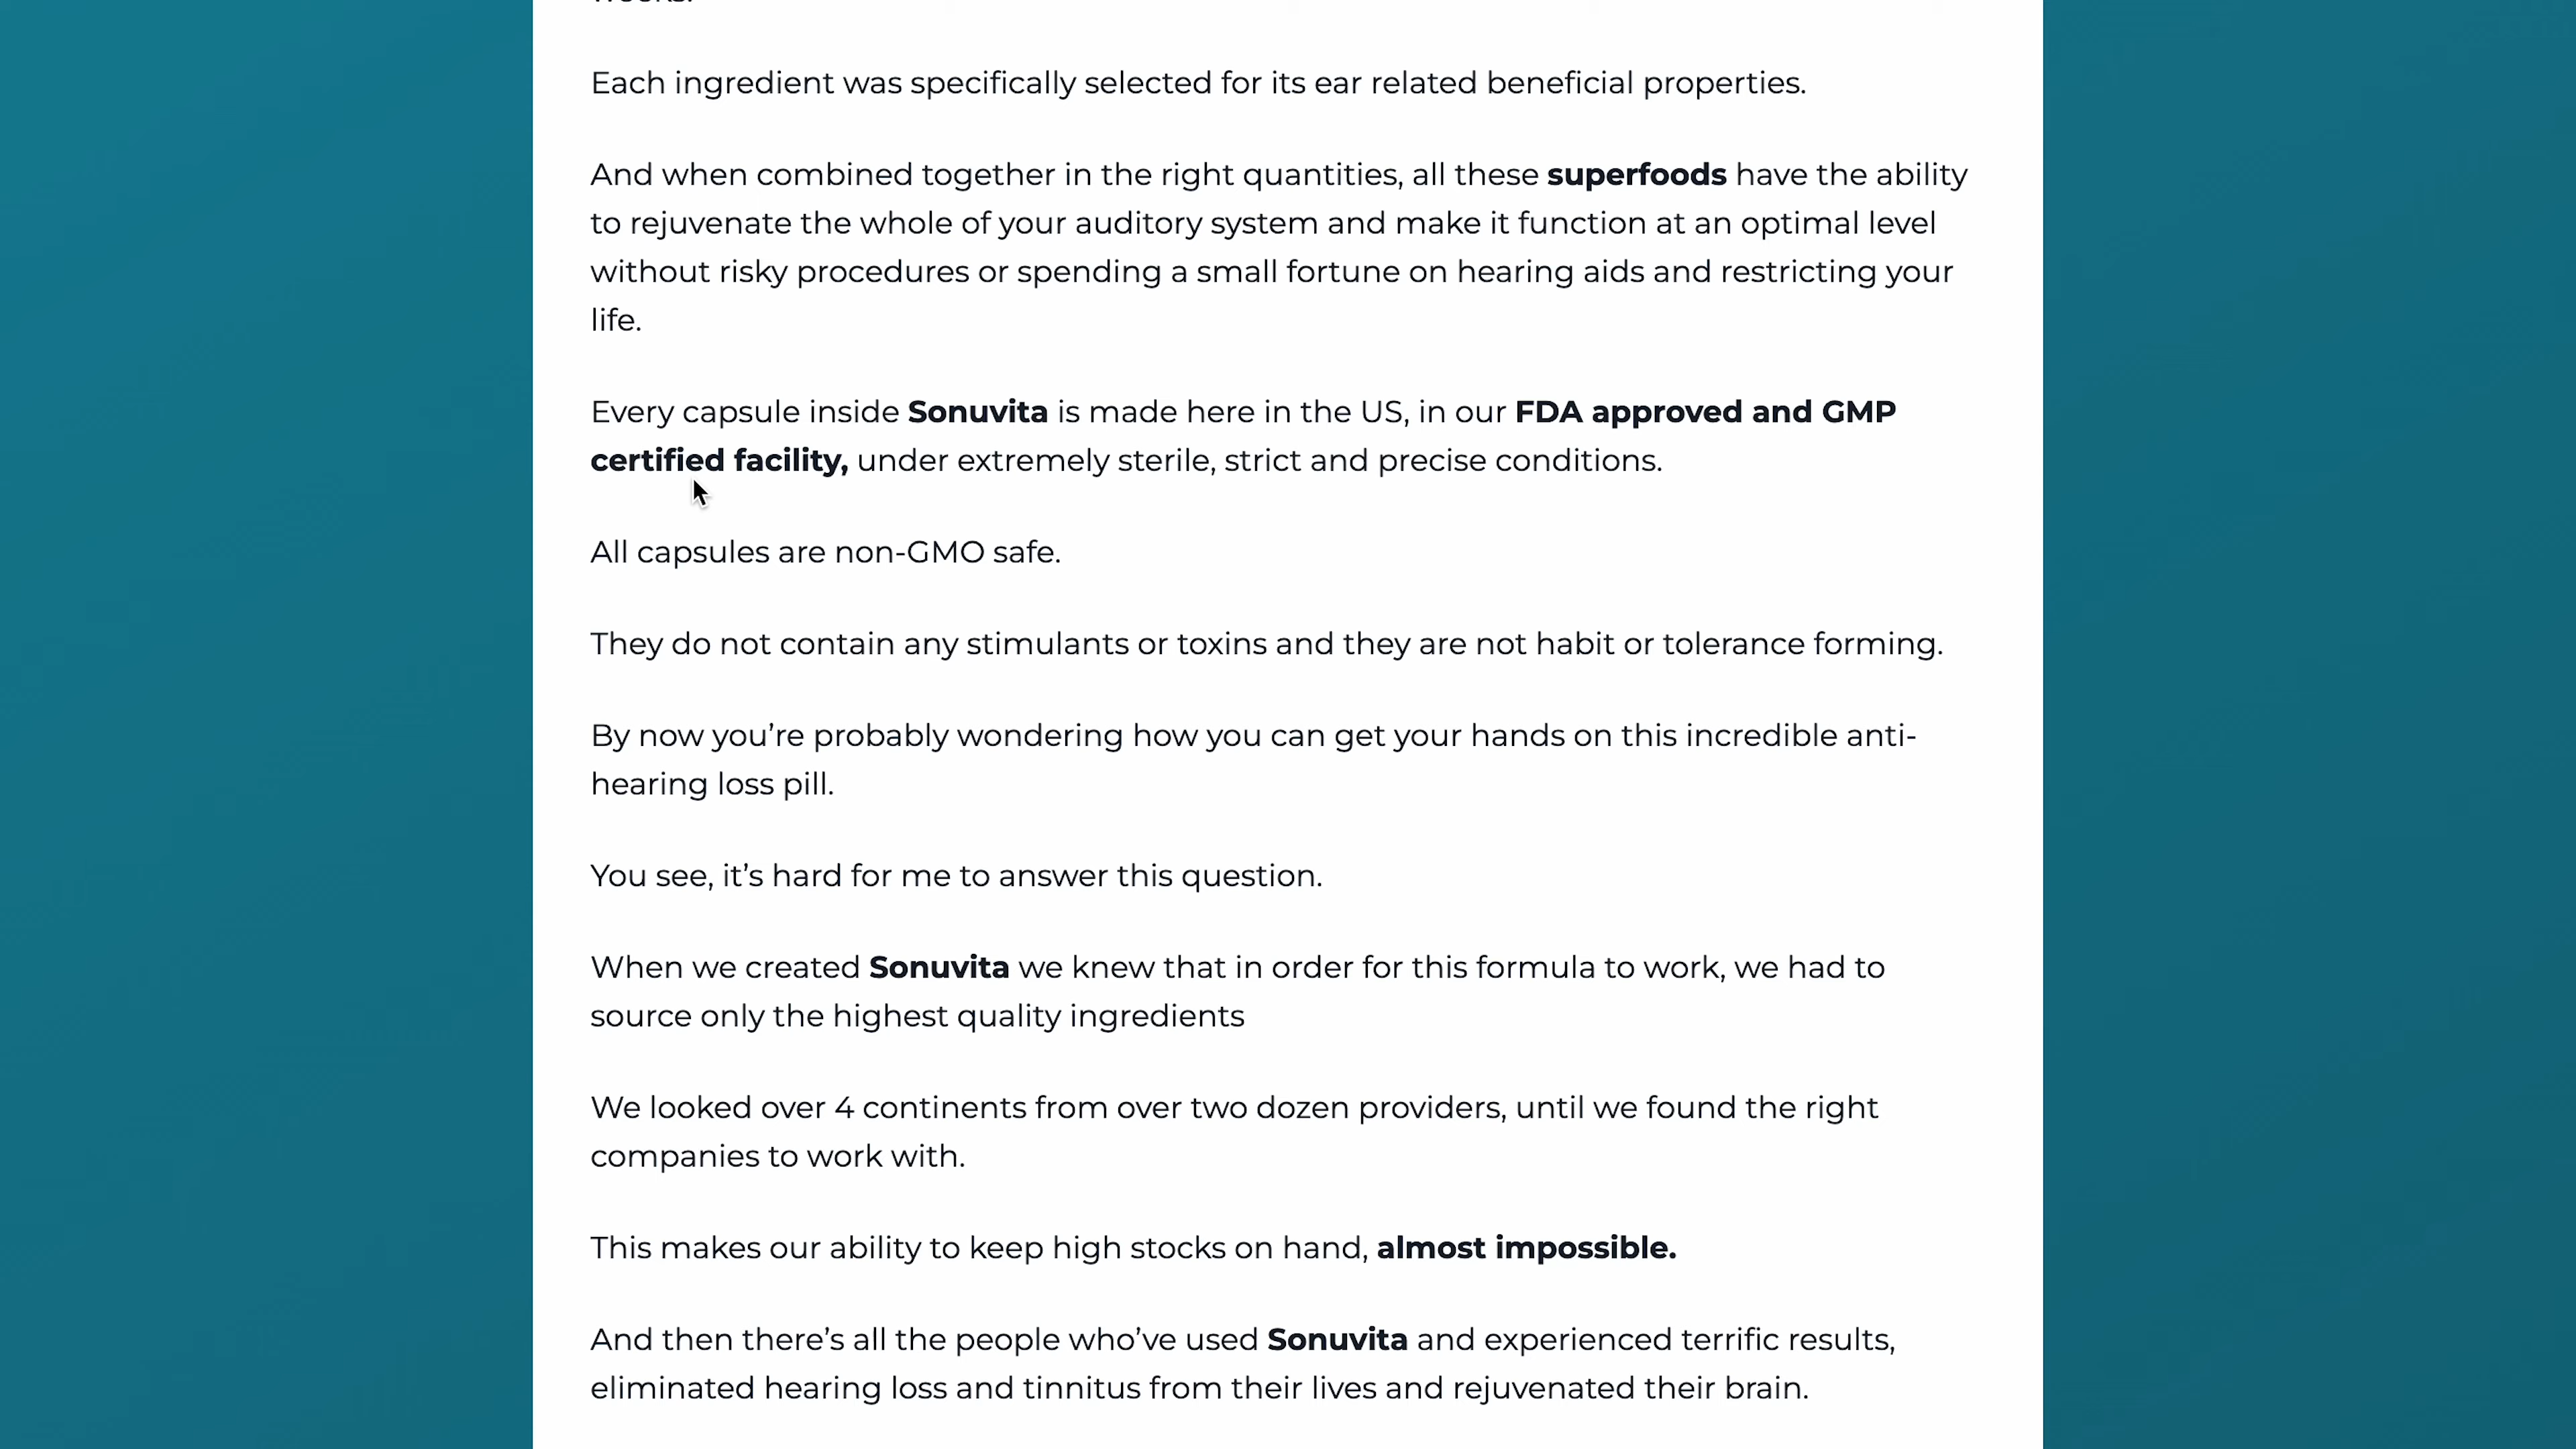 Each ingredient was specifically selected for its ear related beneficial properties.
And when combined together in the right quantities, all these superfoods have the ability
to rejuvenate the whole of your auditory system and make it function at an optimal level
without risky procedures or spending a small fortune on hearing aids and restricting your
life.
Every capsule inside Sonuvita is made here in the US, in our FDA approved and GMP
certified facility, under extremely sterile, strict and precise conditions.
All capsules are non-GMO safe.
They do not contain any stimulants or toxins and they are not habit or tolerance forming.
By now you’re probably wondering how you can get your hands on this incredible anti-
hearing loss pill.
You see, it’s hard for me to answer this question.
When we created Sonuvita we knew that in order for this formula to work, we had to
source only the highest quality ingredients
We looked over 4 continents from over two dozen providers, until we found the right
companies to work with.
This makes our ability to keep high stocks on hand, almost impossible.
And then there’s all the people who’ve used Sonuvita and experienced terrific results,
eliminated hearing loss and tinnitus from their lives and rejuvenated their brain.